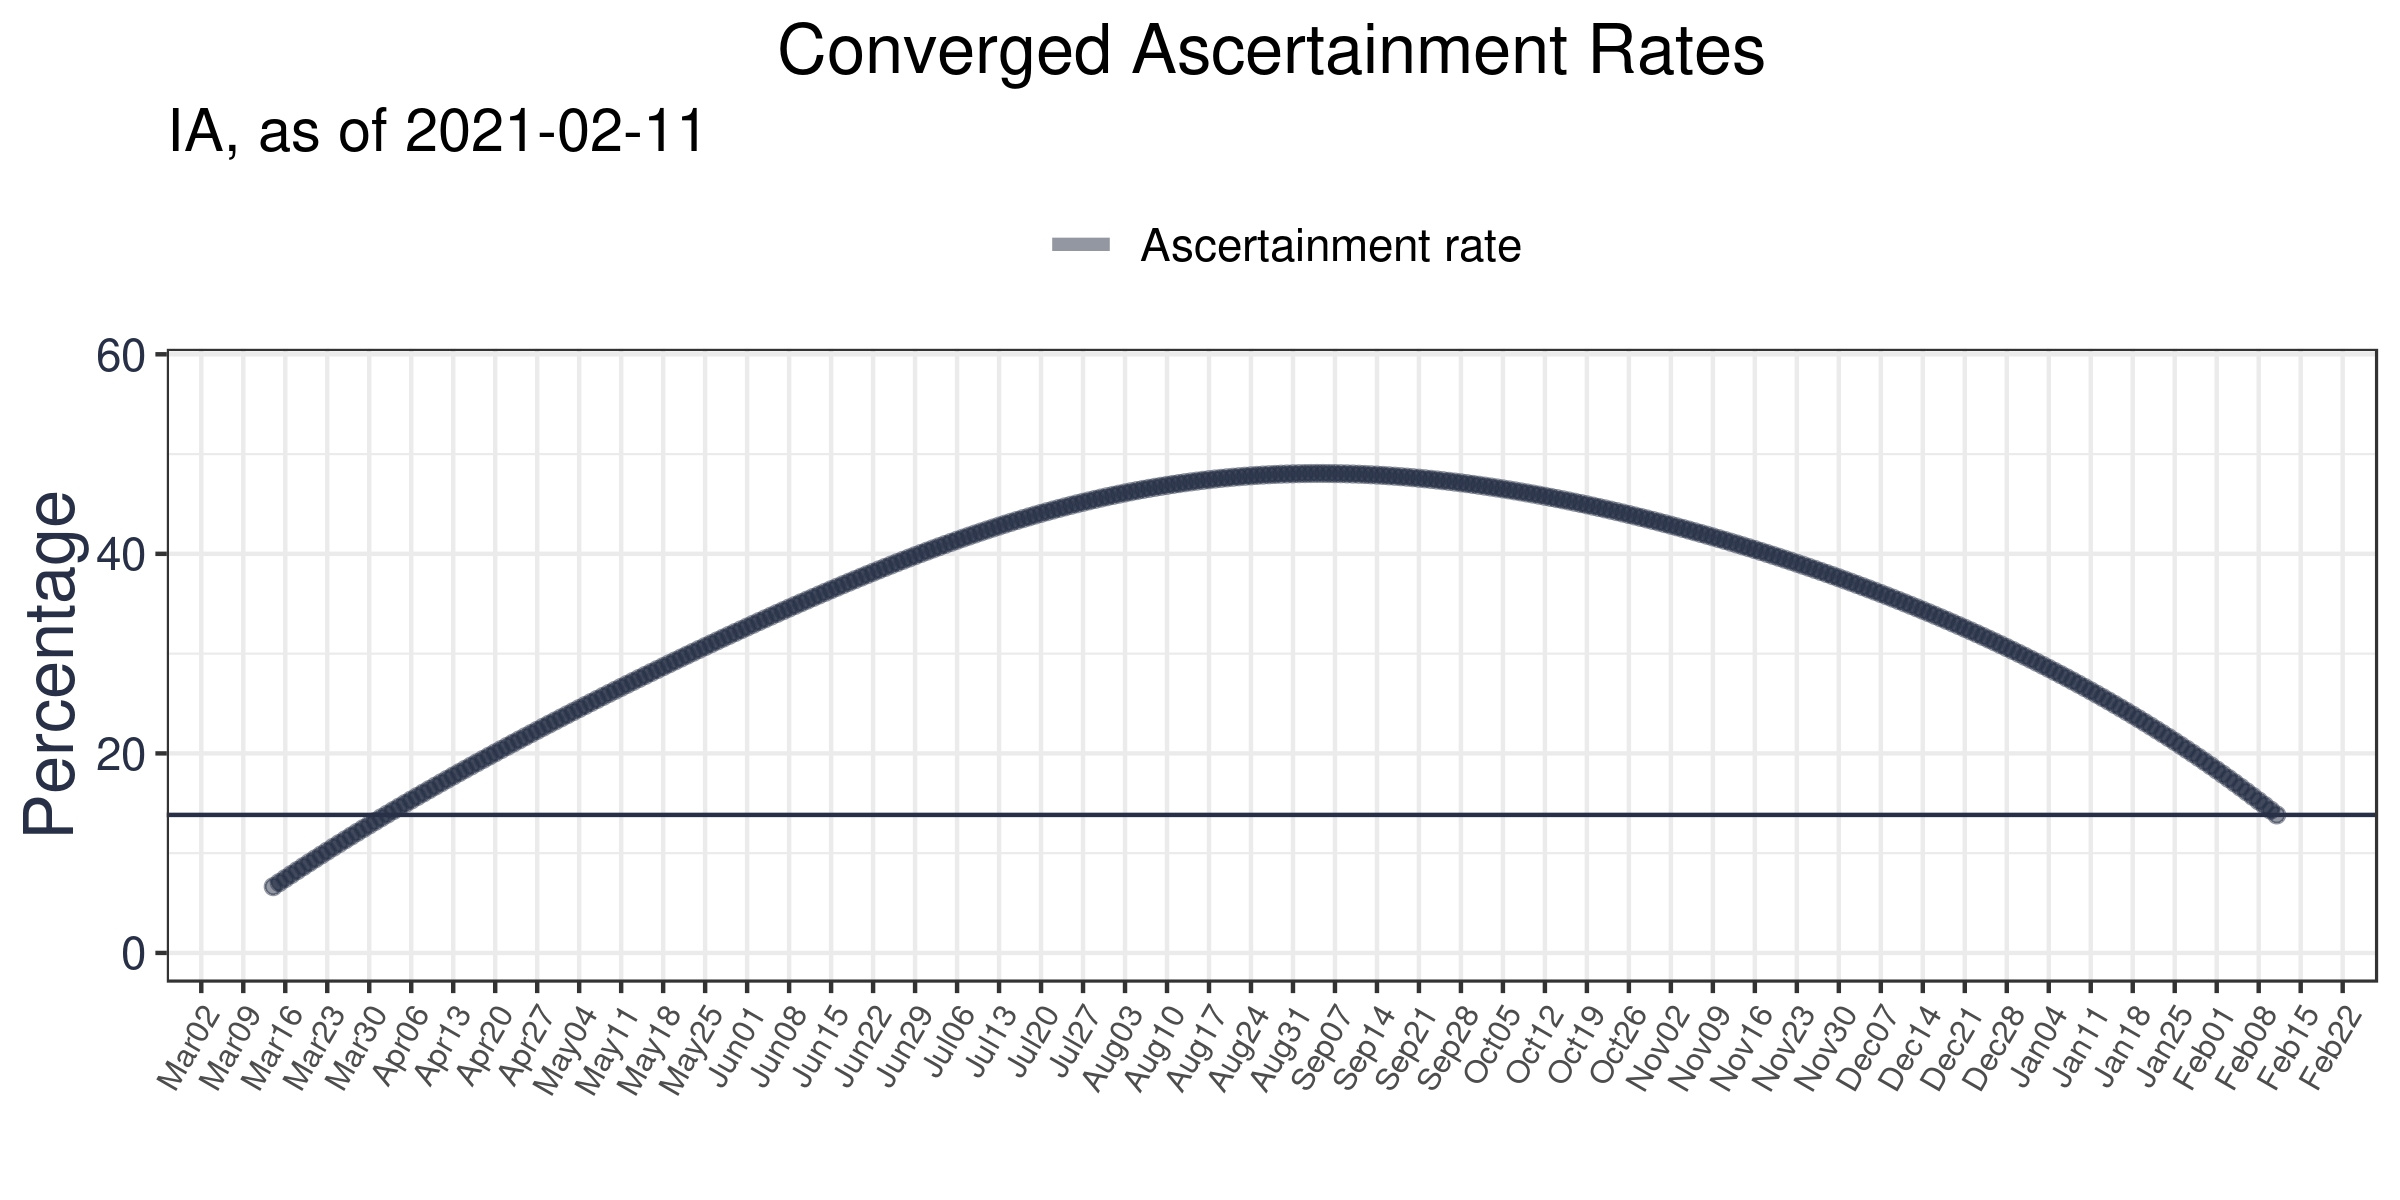 Converged Ascertainment Rates
IA, as of 2021-02-11
Ascertainment rate
Percentage
60
40
20
0
Mar02
Mar09
Mar16
Mar23
Mar30
Apr06
Apr13
Apr20
Apr27
May04
May11
May18
May25
Jun01
Jun08
Jun15
Jun22
Jun29
Jul06
Jul13
Jul20
Jul27
Aug03
Aug10
Aug17
Aug24
Aug31
Sep07
Sep14
Sep21
Sep28
Oct05
Oct12
Oct19
Oct26
Nov02
Nov09
Nov16
Nov23
Nov30
Dec07
Dec14
Dec21
Dec28
Jan04
Jan11
Jan18
Jan25
Feb01
Feb08
Feb15
Feb22